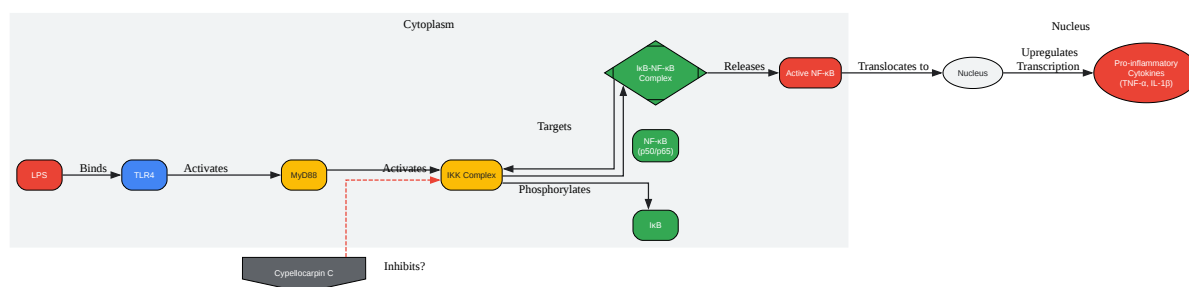 Cytoplasm
Nucleus
IκB-NF-κB
Complex
Releases
Active NF-κB
Translocates to
Nucleus
Upregulates
Transcription
Pro-inflammatory
Cytokines
(TNF-α, IL-1β)
Targets
NF-κB
(p50/p65)
LPS
Binds
TLR4
Activates
MyD88
Activates
IKK Complex
Phosphorylates
IκB
Cypellocarpin C
Inhibits?